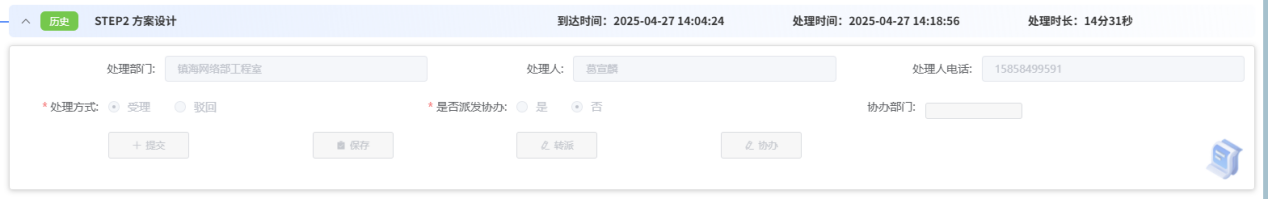 历史 STEP2 方案设计 到达时间：2025-04-27 14:04:24 处理时间：2025-04-27 14:18:56 处理时长：14分31秒
处理部门: 镇海网络部工程室 处理人: 葛宣麟 处理人电话: 15858499591
* 处理方式: 受理 驳回 * 是否派发协办: 是 否 协办部门:
+ 提交 保存 转派 协办